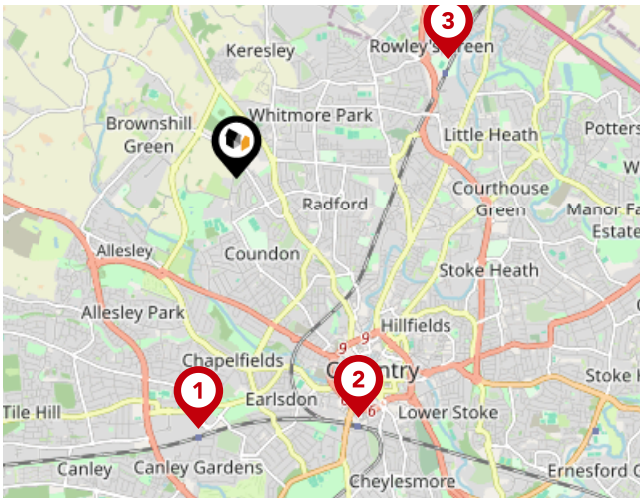 3
Rowley's Green
Keresley
Whitmore Park
Brownshill
Green
Little Heath
Potters
W
Courthouse
Green
Radford
Manor Fa
Estate
Allesley
Coundon
Stoke Heath
Allesley Park
Hillfields
9
9
Chapelfields
1
2
Stoke H
Earlsdon
6
Tile Hill
Lower Stoke
Canley
Canley Gardens
Cheylesmore
Ernesford G